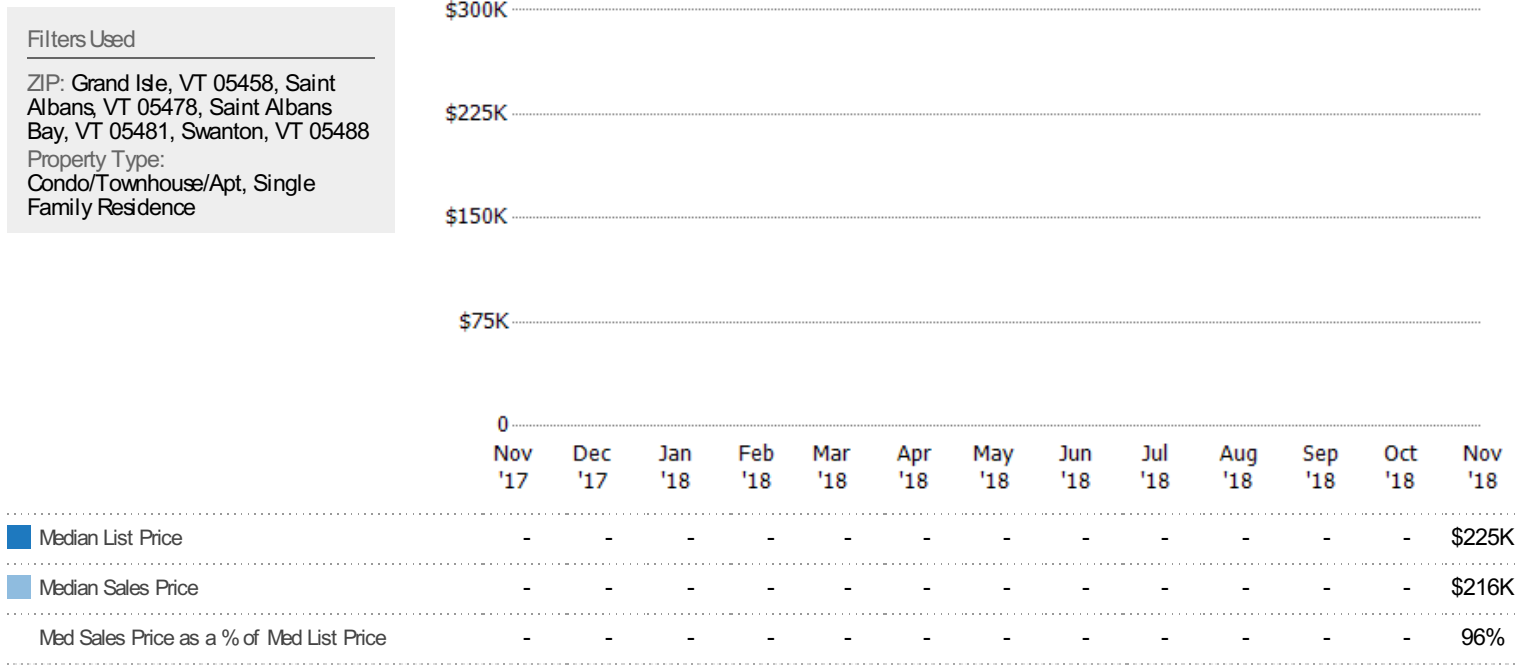 Filters Used
ZIP: Grand Isle, VT 05458, Saint
Albans, VT 05478, Saint Albans
Bay, VT 05481, Swanton, VT 05488
Property Type:
Condo/Townhouse/Apt, Single
Family Residence
$300K
$225K
$150K
$75K
0
Nov Dec Jan Feb Mar Apr May Jun Jul Aug Sep Oct Nov
'17 '17 '18 '18 '18 '18 '18 '18 '18 '18 '18 '18 '18
Median List Price - - - - - - - - - - - - $225K
Median Sales Price - - - - - - - - - - - - $216K
Med Sales Price as a % of Med List Price - - - - - - - - - - - - 96%